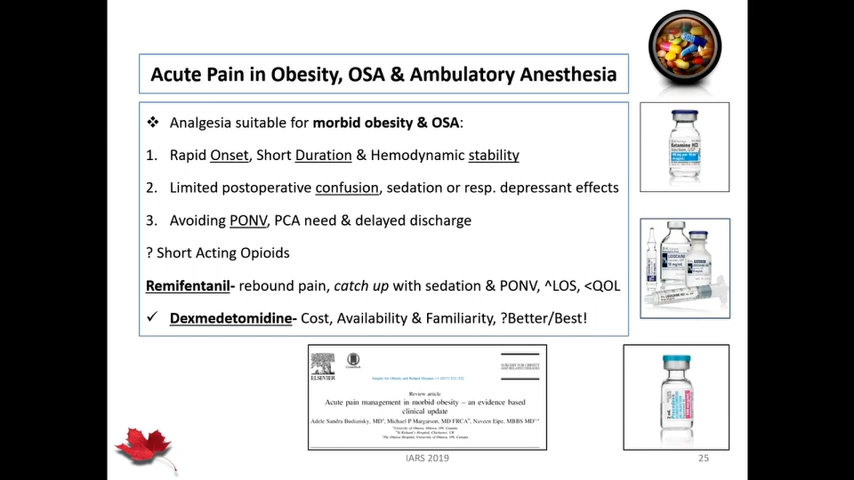 Acute Pain in Obesity, OSA & Ambulatory Anesthesia
❖ Analgesia suitable for morbid obesity & OSA:
1. Rapid Onset, Short Duration & Hemodynamic stability
2. Limited postoperative confusion, sedation or resp. depressant effects
3. Avoiding PONV, PCA need & delayed discharge
? Short Acting Opioids
Remifentanil- rebound pain, catch up with sedation & PONV, ^LOS, <QOL
✓ Dexmedetomidine- Cost, Availability & Familiarity, ?Better/Best!
Ketamine HCl
ELSEVIER
Review article
Acute pain management in morbid obesity – an evidence based
clinical update
IARS 2019
25